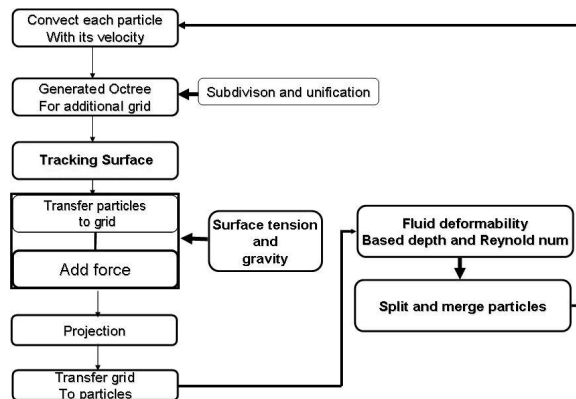 Convect each particle
With its velocity
Generated Octree
For additional grid
Subdivison and unification
Tracking Surface
Transfer particles
to grid
Add force
Surface tension
and
gravity
Projection
Transfer grid
To particles
Fluid deformability
Based depth and Reynold num
Split and merge particles